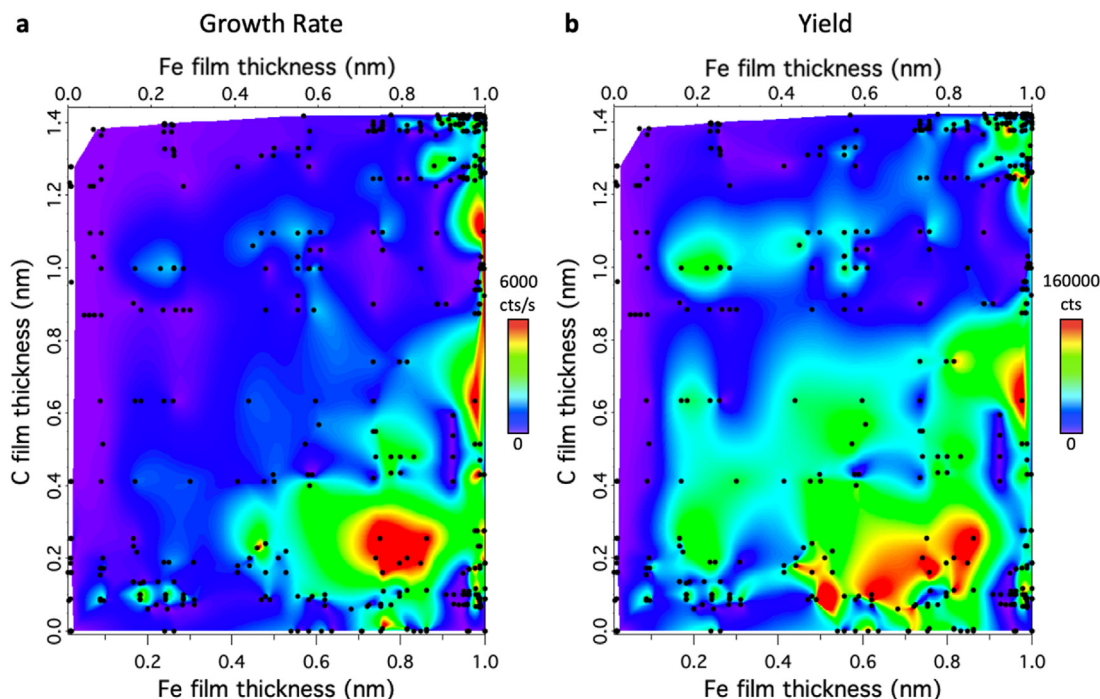 a Growth Rate
Fe film thickness (nm)
0.0 0.2 0.4 0.6 0.8 1.0
C film thickness (nm)
1.4
1.2
1.0
0.8
0.6
0.4
0.2
0.0
6000
cts/s
0
0.2 0.4 0.6 0.8 1.0
Fe film thickness (nm)
b Yield
Fe film thickness (nm)
0.0 0.2 0.4 0.6 0.8 1.0
C film thickness (nm)
1.4
1.2
1.0
0.8
0.6
0.4
0.2
0.0
160000
cts
0
0.2 0.4 0.6 0.8 1.0
Fe film thickness (nm)